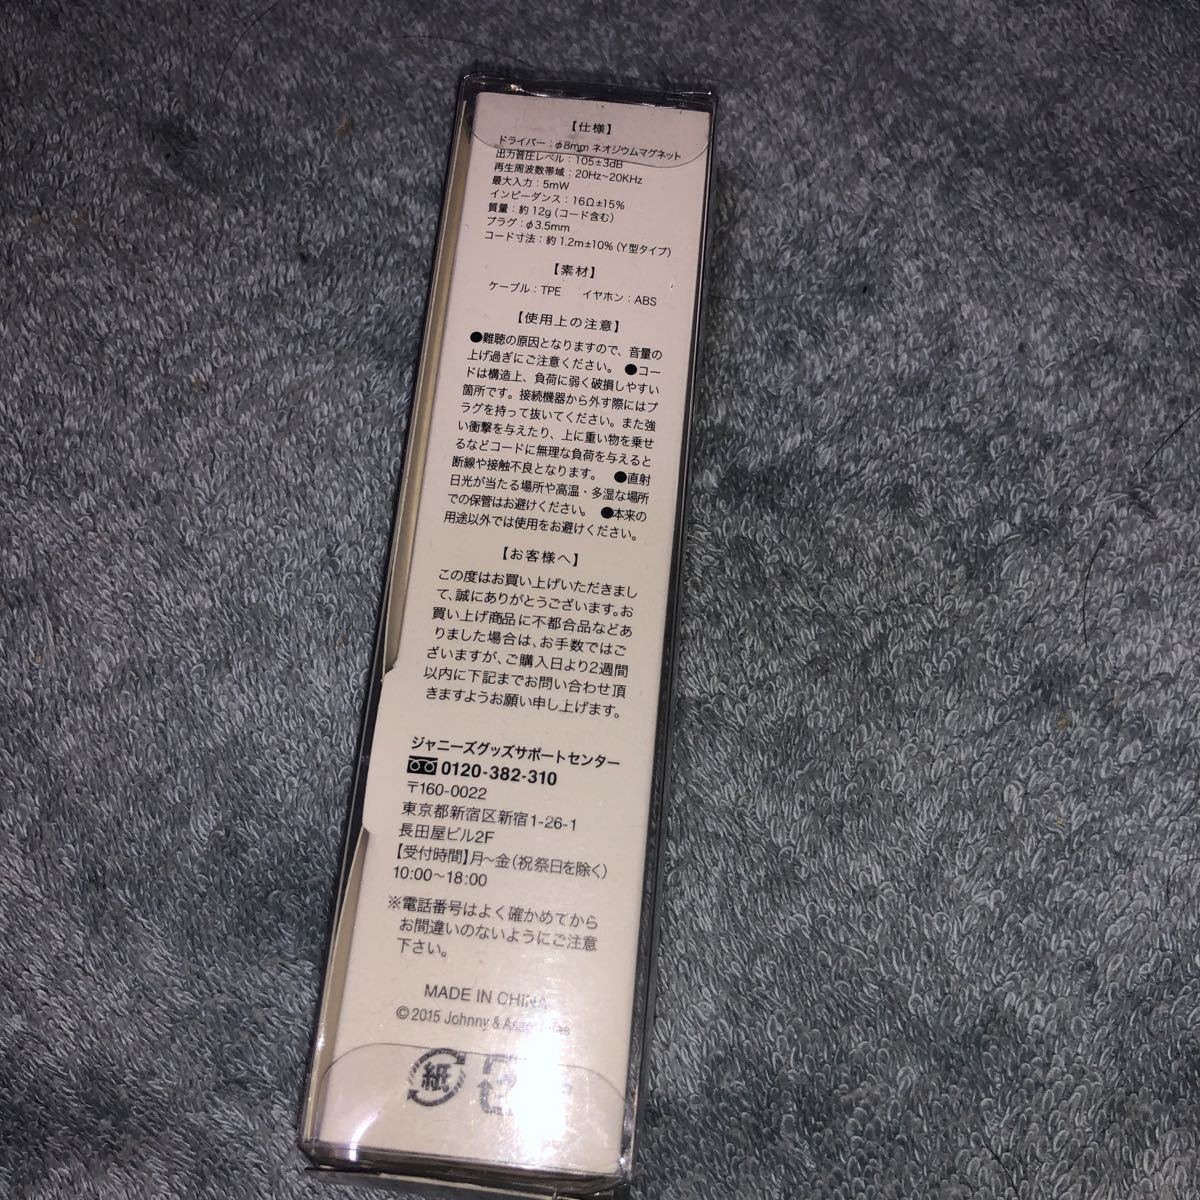 【仕様】
ドライバー：φ8mm ネオジウムマグネット
出力音圧レベル：105±3dB
再生周波数帯域：20Hz~20KHz
最大入力：5mW
インピーダンス：16Ω±15%
質量：約12g（コード含む）
プラグ：φ3.5mm
コード寸法：約1.2m±10%（Y型タイプ）
【素材】
ケーブル：TPE　イヤホン：ABS
【使用上の注意】
●難聴の原因となりますので、音量の
上げ過ぎにご注意ください。●コー
ドは構造上、負荷に弱く破損しやすい
箇所です。接続機器から外す際にはプ
ラグを持って抜いてください。また強
い衝撃を与えたり、上に重い物を乗せ
るなどコードに無理な負荷を与えると
断線や接触不良となります。●直射
日光が当たる場所や高温・多湿な場所
での保管はお避けください。●本来の
用途以外では使用をお避けください。
【お客様へ】
この度はお買い上げいただきまし
て、誠にありがとうございます。お
買い上げ商品に不都合品などあ
りました場合は、お手数ではご
ざいますが、ご購入日より2週間
以内に下記までお問い合わせ頂
きますようお願い申し上げます。
ジャニーズグッズサポートセンター
0120-382-310
〒160-0022
東京都新宿区新宿1-26-1
長田屋ビル2F
【受付時間】月~金（祝祭日を除く）
10:00~18:00
※電話番号はよく確かめてから
お間違いのないようにご注意
下さい。
MADE IN CHINA
© 2015 Johnny &
紙